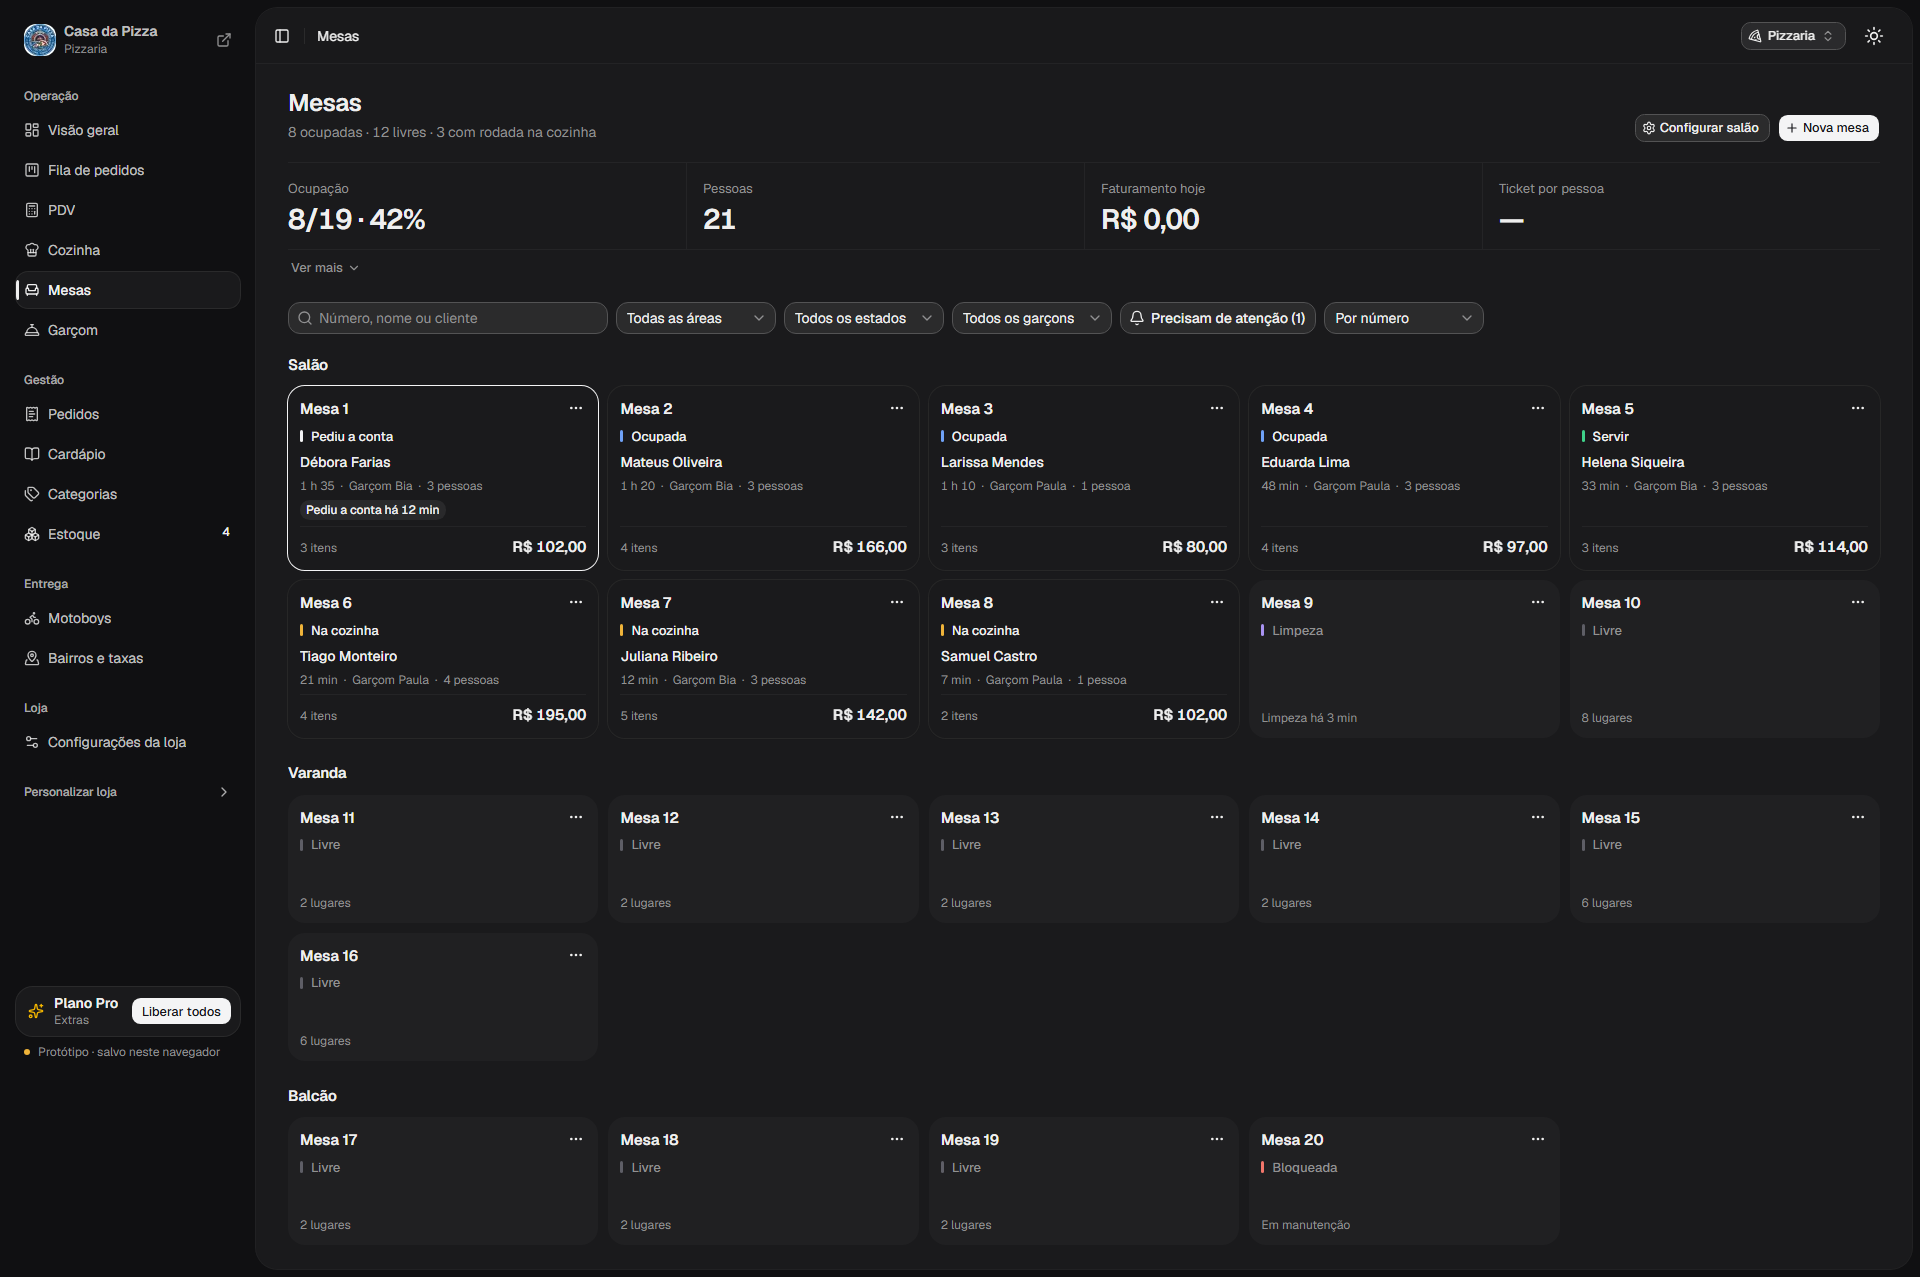 Casa da Pizza
Pizzaria
Operação
Visão geral
Fila de pedidos
PDV
Cozinha
Mesas
Garçom
Gestão
Pedidos
Cardápio
Categorias
Estoque 4
Entrega
Motoboys
Bairros e taxas
Loja
Configurações da loja
Personalizar loja
Plano Pro
Extras
Liberar todos
Protótipo · salvo neste navegador
Mesas
Pizzaria
Mesas
8 ocupadas · 12 livres · 3 com rodada na cozinha
Configurar salão
+ Nova mesa
Ocupação
8/19 · 42%
Pessoas
21
Faturamento hoje
R$ 0,00
Ticket por pessoa
—
Ver mais
Número, nome ou cliente
Todas as áreas
Todos os estados
Todos os garçons
Precisam de atenção (1)
Por número
Salão
Mesa 1
Pediu a conta
Débora Farias
1 h 35 · Garçom Bia · 3 pessoas
Pediu a conta há 12 min
3 itens R$ 102,00
Mesa 2
Ocupada
Mateus Oliveira
1 h 20 · Garçom Bia · 3 pessoas
4 itens R$ 166,00
Mesa 3
Ocupada
Larissa Mendes
1 h 10 · Garçom Paula · 1 pessoa
3 itens R$ 80,00
Mesa 4
Ocupada
Eduarda Lima
48 min · Garçom Paula · 3 pessoas
4 itens R$ 97,00
Mesa 5
Servir
Helena Siqueira
33 min · Garçom Bia · 3 pessoas
3 itens R$ 114,00
Mesa 6
Na cozinha
Tiago Monteiro
21 min · Garçom Paula · 4 pessoas
4 itens R$ 195,00
Mesa 7
Na cozinha
Juliana Ribeiro
12 min · Garçom Bia · 3 pessoas
5 itens R$ 142,00
Mesa 8
Na cozinha
Samuel Castro
7 min · Garçom Paula · 1 pessoa
2 itens R$ 102,00
Mesa 9
Limpeza
Limpeza há 3 min
Mesa 10
Livre
8 lugares
Varanda
Mesa 11
Livre
2 lugares
Mesa 12
Livre
2 lugares
Mesa 13
Livre
2 lugares
Mesa 14
Livre
2 lugares
Mesa 15
Livre
6 lugares
Mesa 16
Livre
6 lugares
Balcão
Mesa 17
Livre
2 lugares
Mesa 18
Livre
2 lugares
Mesa 19
Livre
2 lugares
Mesa 20
Bloqueada
Em manutenção